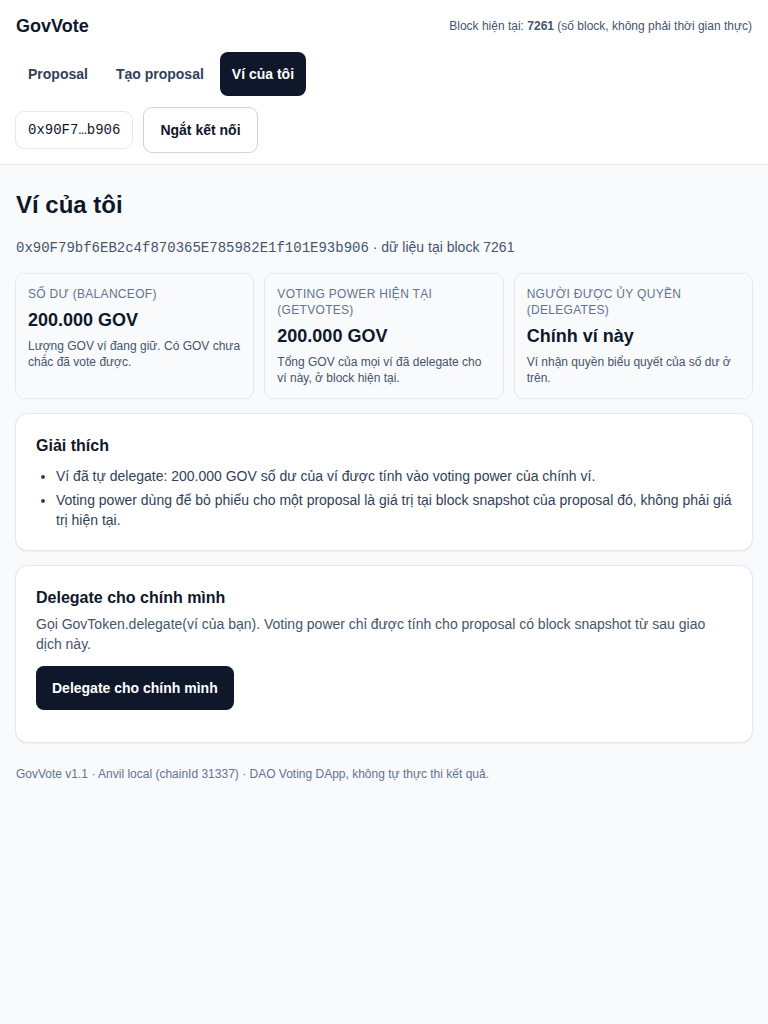 GovVote
Block hiện tại: 7261 (số block, không phải thời gian thực)
Proposal
Tạo proposal
Ví của tôi
0x90F7…b906
Ngắt kết nối
Ví của tôi
0x90F79bf6EB2c4f870365E785982E1f101E93b906 · dữ liệu tại block 7261
SỐ DƯ (BALANCEOF)
200.000 GOV
Lượng GOV ví đang giữ. Có GOV chưa
chắc đã vote được.
VOTING POWER HIỆN TẠI
(GETVOTES)
200.000 GOV
Tổng GOV của mọi ví đã delegate cho
ví này, ở block hiện tại.
NGƯỜI ĐƯỢC ỦY QUYỀN
(DELEGATES)
Chính ví này
Ví nhận quyền biểu quyết của số dư ở
trên.
Giải thích
• Ví đã tự delegate: 200.000 GOV số dư của ví được tính vào voting power của chính ví.
• Voting power dùng để bỏ phiếu cho một proposal là giá trị tại block snapshot của proposal đó, không phải giá
trị hiện tại.
Delegate cho chính mình
Gọi GovToken.delegate(ví của bạn). Voting power chỉ được tính cho proposal có block snapshot từ sau giao
dịch này.
Delegate cho chính mình
GovVote v1.1 · Anvil local (chainId 31337) · DAO Voting DApp, không tự thực thi kết quả.